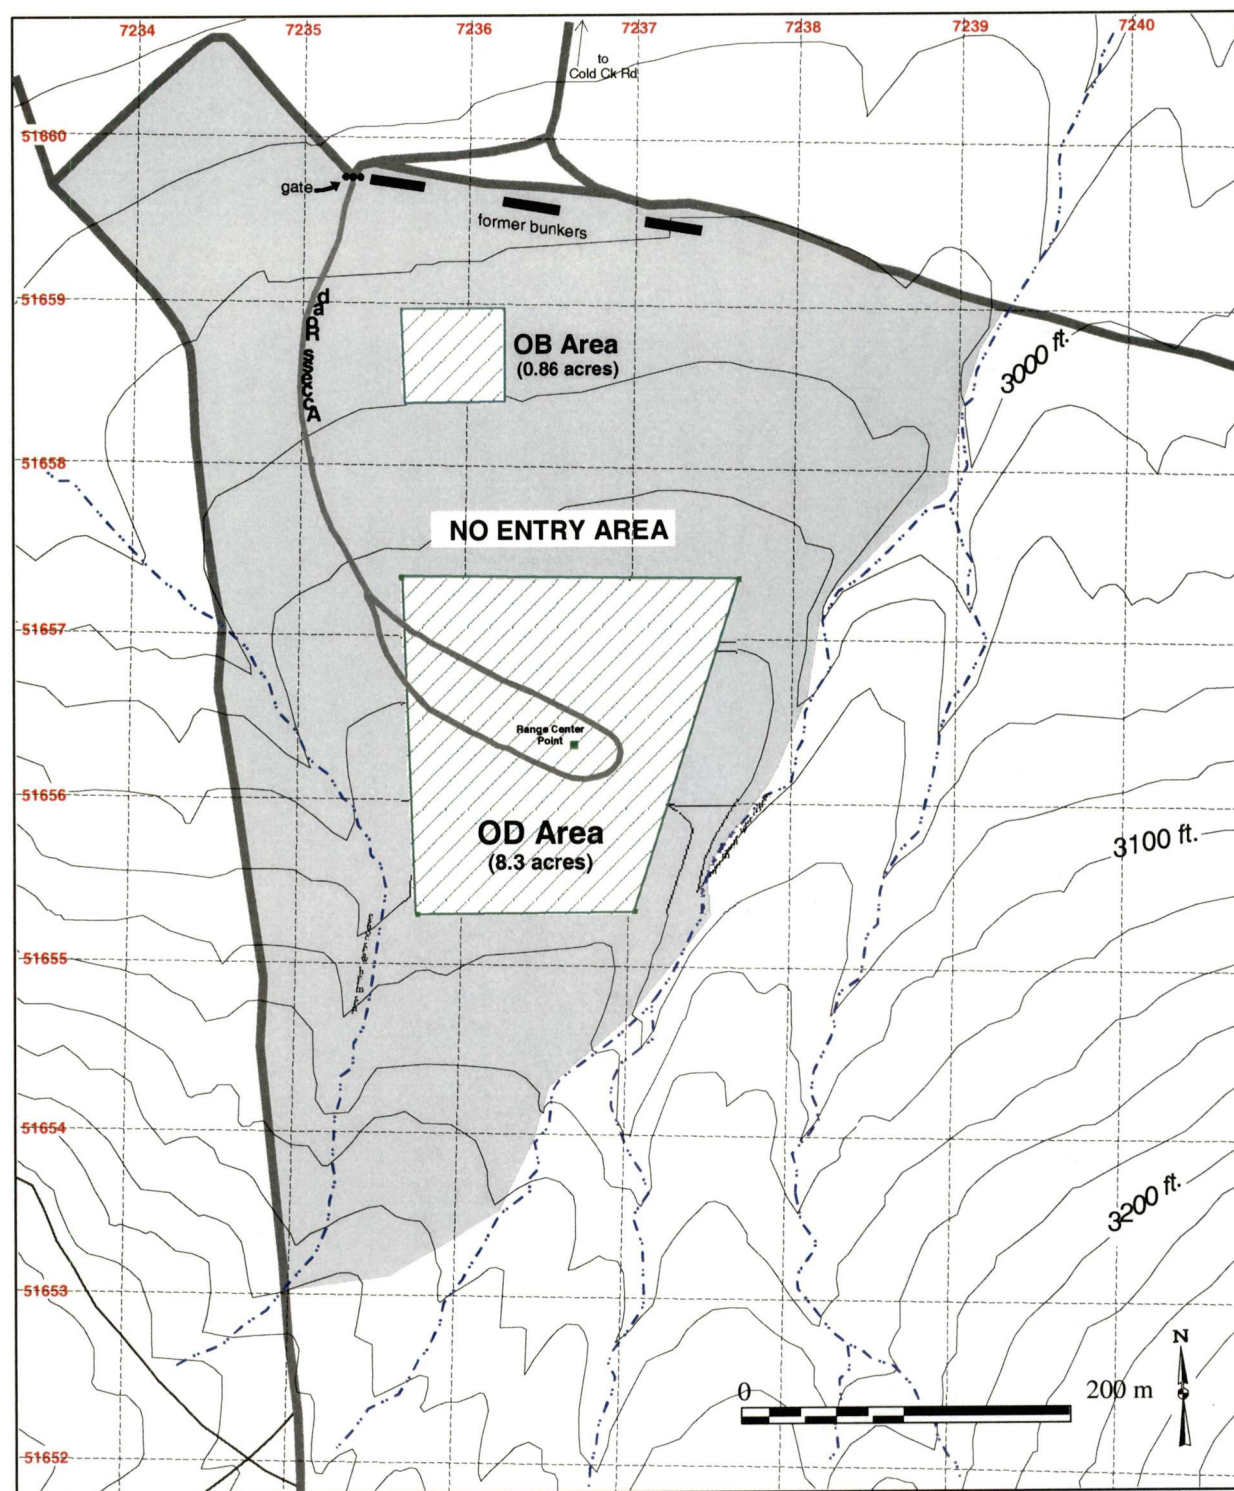 7234
7235
7236
7237
7238
7239
7240
to
Cold Ck Rd
51660
gate
former bunkers
51659
Access Road
OB Area
(0.86 acres)
3000 ft.
51658
NO ENTRY AREA
51657
Range Center
Point
51656
OD Area
(8.3 acres)
3100 ft.
51655
51654
3200 ft.
51653
N
0
200 m
51652